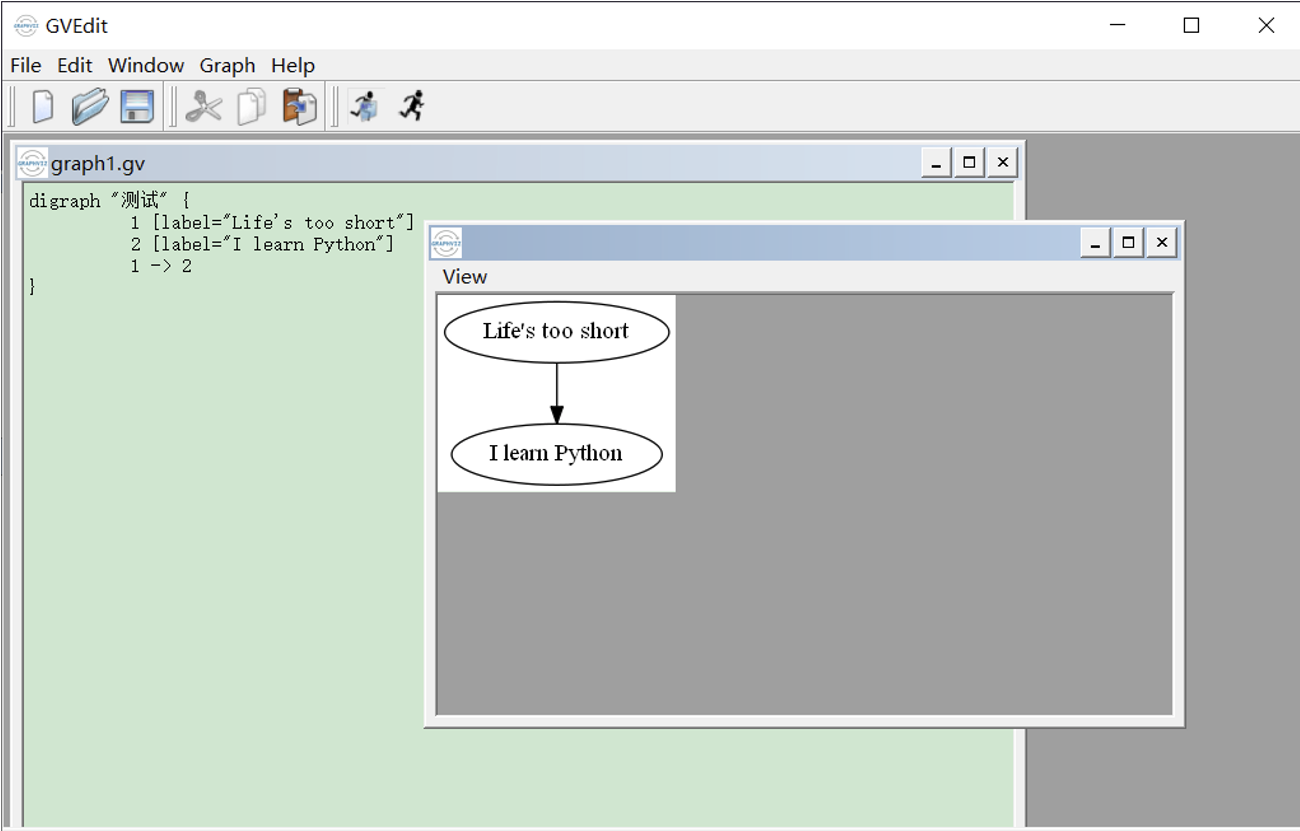 GVEdit
File Edit Window Graph Help
graph1.gv
digraph "测试" {
1 [label="Life's too short"]
2 [label="I learn Python"]
1 -> 2
}
View
Life's too short
I learn Python